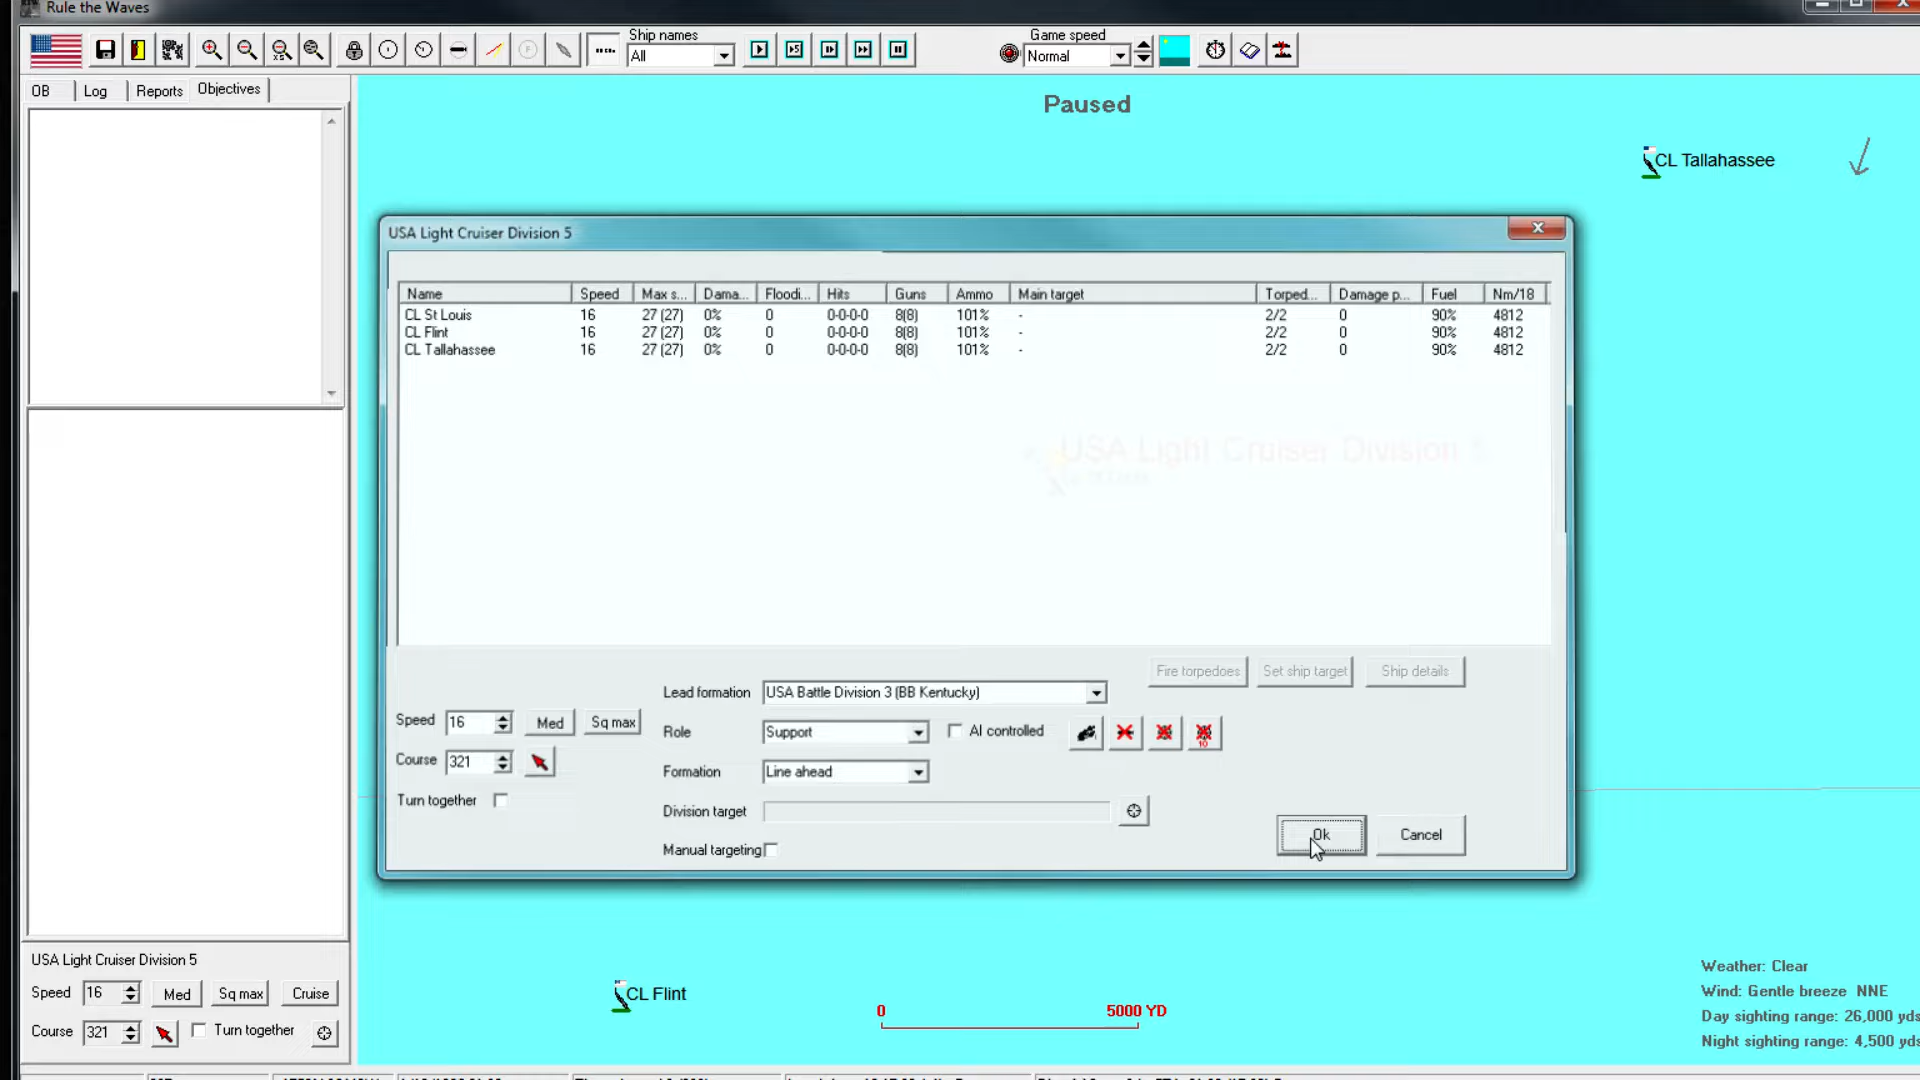 Rule the Waves
Ship names
All
Game speed
Normal
OB
Log
Reports
Objectives
Paused
CL Tallahassee
USA Light Cruiser Division 5
Name Speed Max s... Dama... Floodi... Hits Guns Ammo Main target Torped... Damage p... Fuel Nm/18
CL St Louis 16 27 (27) 0% 0 0-0-0-0 8(8) 101% - 2/2 0 90% 4812
CL Flint 16 27 (27) 0% 0 0-0-0-0 8(8) 101% - 2/2 0 90% 4812
CL Tallahassee 16 27 (27) 0% 0 0-0-0-0 8(8) 101% - 2/2 0 90% 4812
USA Light Cruiser Division 5
Fire torpedoes Set ship target Ship details
Lead formation USA Battle Division 3 (BB Kentucky)
Speed 16 Med Sq max
Role Support AI controlled
10
Course 321
Formation Line ahead
Turn together
Division target
Ok Cancel
Manual targeting
USA Light Cruiser Division 5
Speed 16 Med Sq max Cruise
Course 321 Turn together
CL Flint
0 5000 YD
Weather: Clear
Wind: Gentle breeze NNE
Day sighting range: 26,000 yds
Night sighting range: 4,500 yds